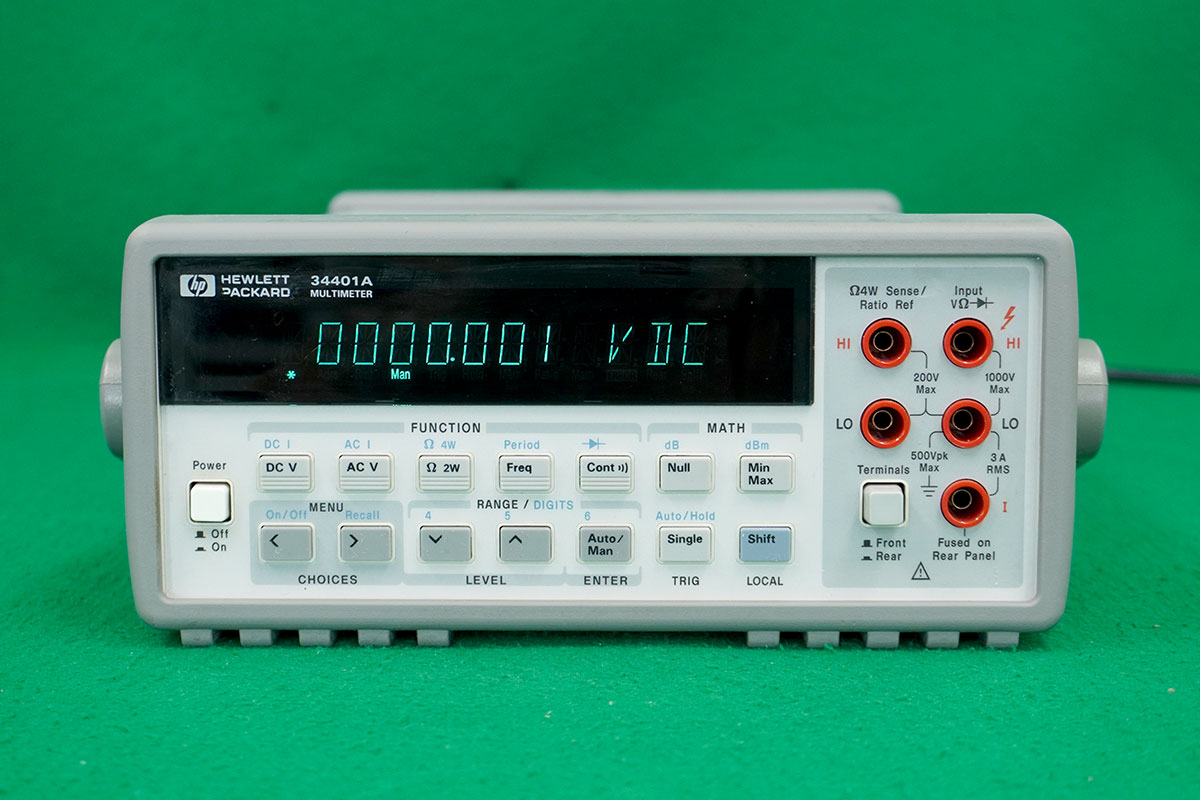 hp HEWLETT PACKARD
34401A
MULTIMETER
0000.001 VDC
*
Man
Ω4W Sense/
Ratio Ref
Input
VΩ
HI
HI
200V
Max
1000V
Max
LO
LO
500Vpk
Max
3A
RMS
Terminals
I
Front
Rear
Fused on
Rear Panel
FUNCTION
MATH
DC I
AC I
Ω 4W
Period
dB
dBm
Power
DC V
AC V
Ω 2W
Freq
Cont
Null
Min
Max
Off
On
MENU
RANGE / DIGITS
On/Off
Recall
4
5
6
Auto/Hold
<
>
Auto/
Man
Single
Shift
CHOICES
LEVEL
ENTER
TRIG
LOCAL